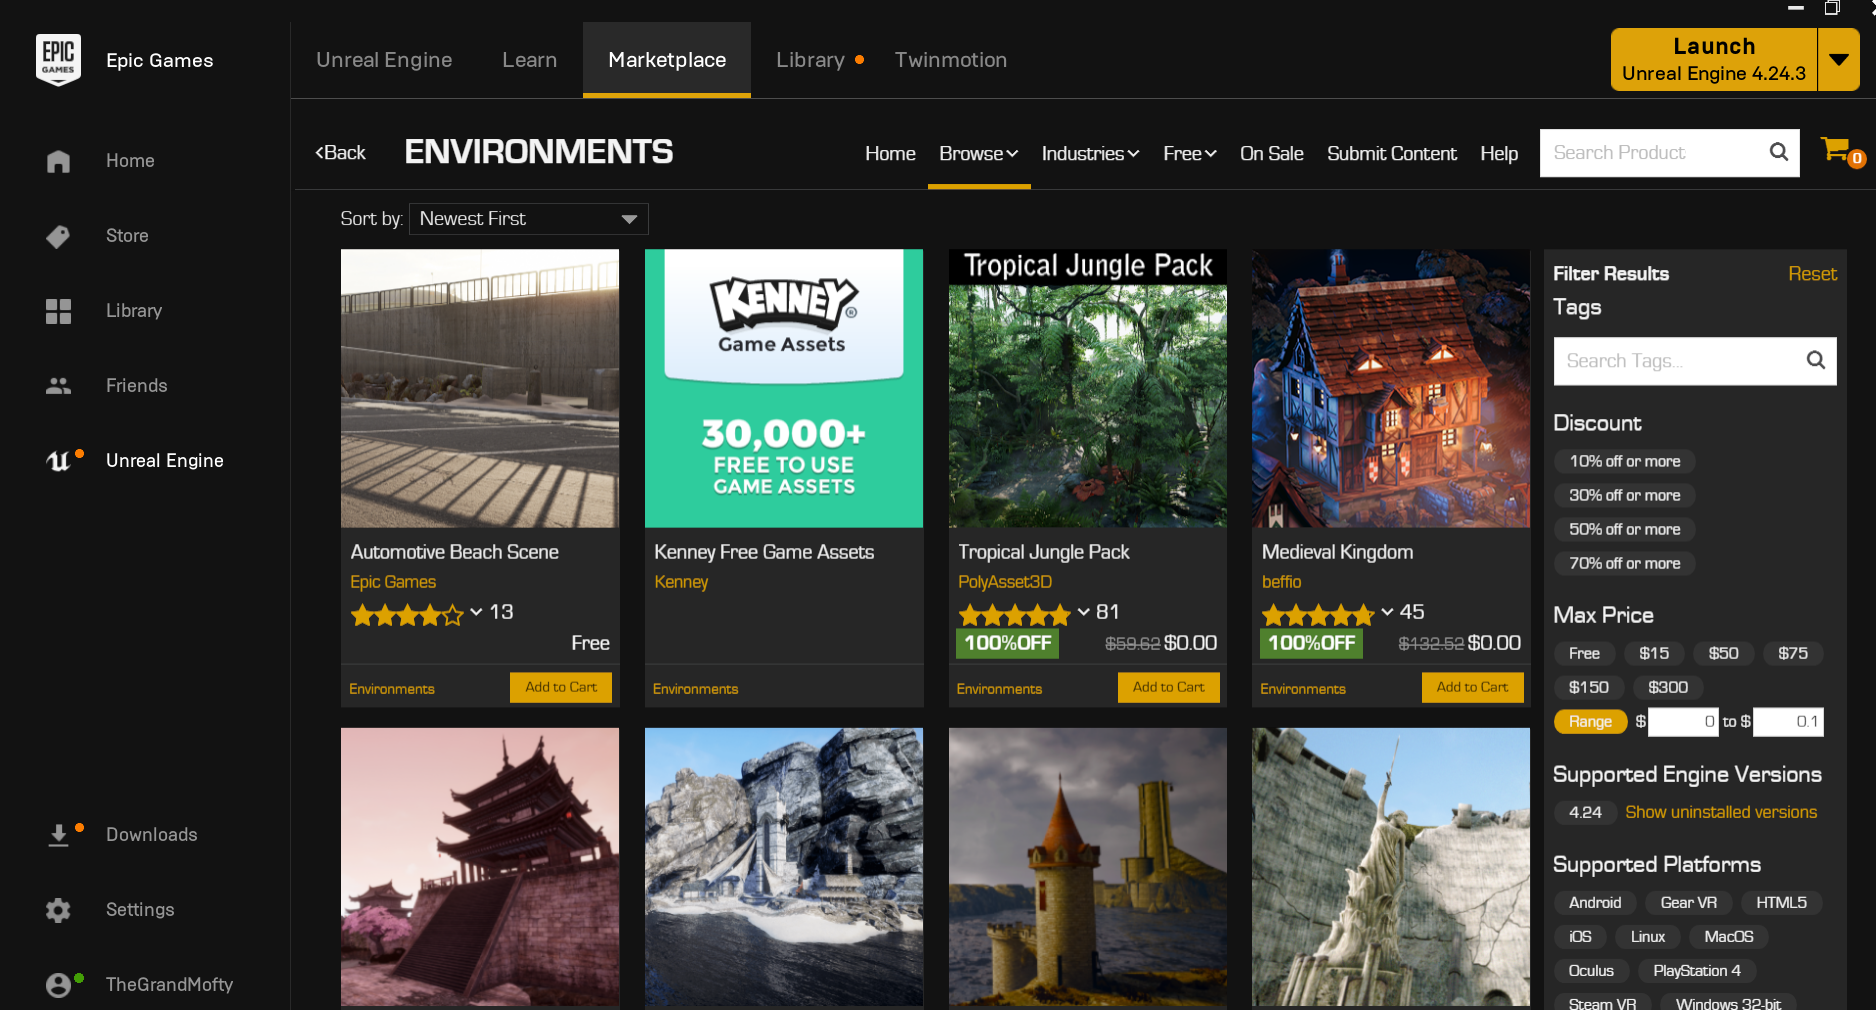 EPIC
GAMES
Epic Games
Unreal Engine
Learn
Marketplace
Library
Twinmotion
Launch
Unreal Engine 4.24.3
Home
Store
Library
Friends
Unreal Engine
Downloads
Settings
TheGrandMofty
Back
ENVIRONMENTS
Home
Browse
Industries
Free
On Sale
Submit Content
Help
Search Product
0
Sort by: Newest First
Automotive Beach Scene
Epic Games
13
Free
Environments
Add to Cart
KENNEY®
Game Assets
30,000+
FREE TO USE
GAME ASSETS
Kenney Free Game Assets
Kenney
Environments
Tropical Jungle Pack
Tropical Jungle Pack
PolyAsset3D
81
100%OFF $59.62 $0.00
Environments
Add to Cart
Medieval Kingdom
beffio
45
100%OFF $132.52 $0.00
Environments
Add to Cart
Filter Results Reset
Tags
Search Tags...
Discount
10% off or more
30% off or more
50% off or more
70% off or more
Max Price
Free $15 $50 $75
$150 $300
Range $ 0 to $ 0.1
Supported Engine Versions
4.24 Show uninstalled versions
Supported Platforms
Android Gear VR HTML5
iOS Linux MacOS
Oculus PlayStation 4
Steam VR Windows 32-bit